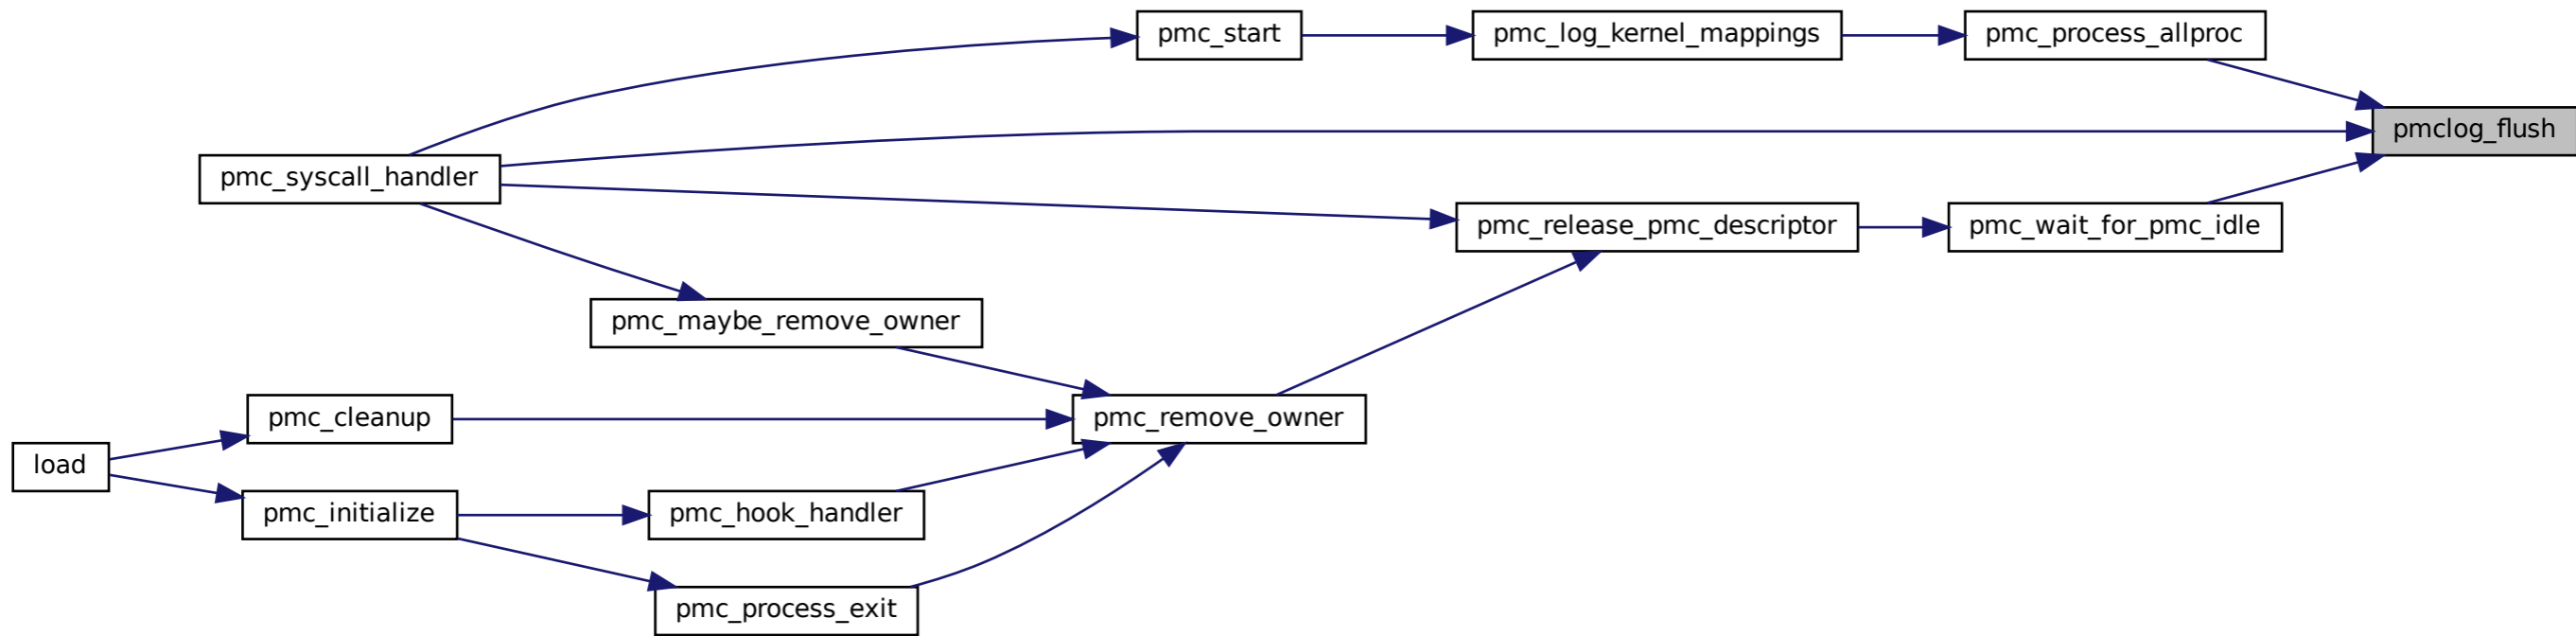 pmc_start
pmc_log_kernel_mappings
pmc_process_allproc
pmclog_flush
pmc_syscall_handler
pmc_release_pmc_descriptor
pmc_wait_for_pmc_idle
pmc_maybe_remove_owner
pmc_cleanup
pmc_remove_owner
load
pmc_initialize
pmc_hook_handler
pmc_process_exit